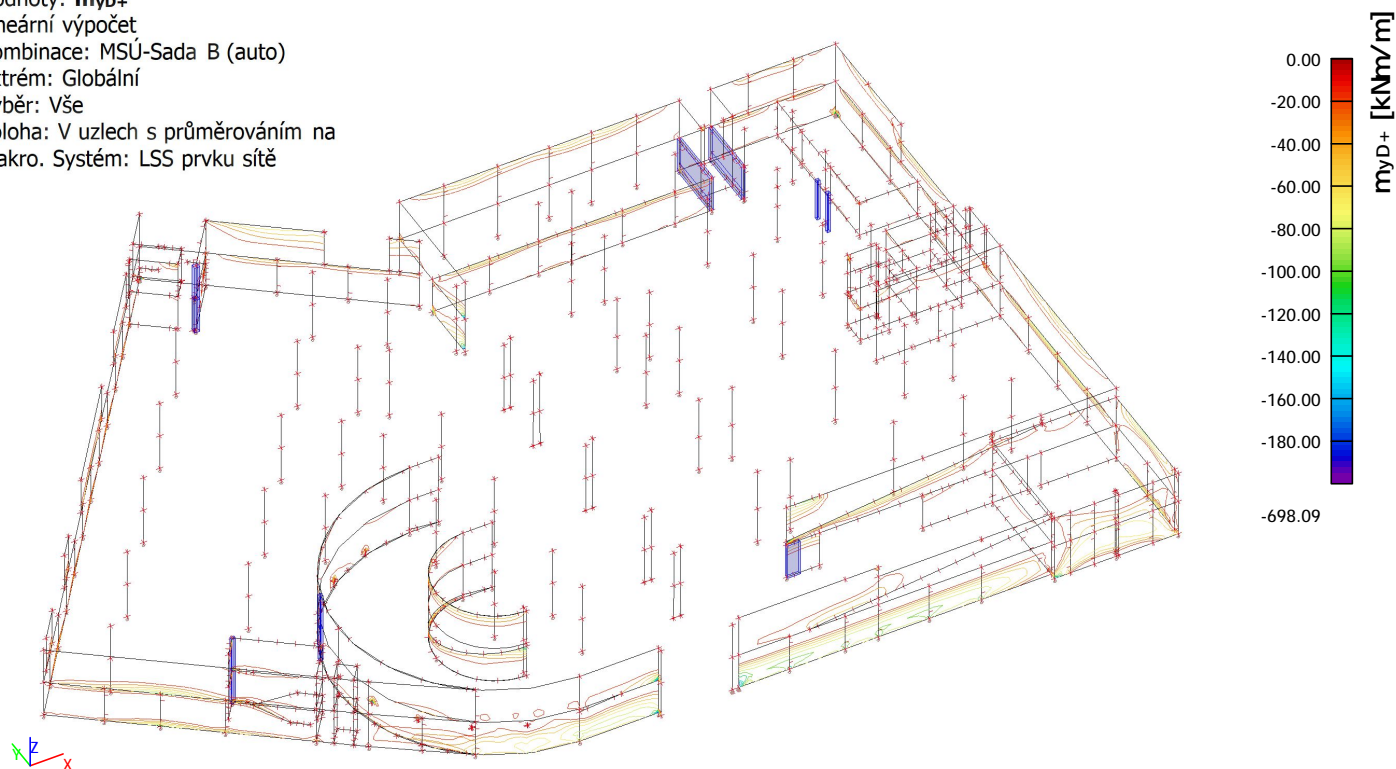 odnoty: myD+
neární výpočet
ombinace: MSÚ-Sada B (auto)
xtrém: Globální
ýběr: Vše
oloha: V uzlech s průměrováním na
akro. Systém: LSS prvku sítě
myD+ [kNm/m]
0.00
-20.00
-40.00
-60.00
-80.00
-100.00
-120.00
-140.00
-160.00
-180.00
-698.09
Y
Z
X